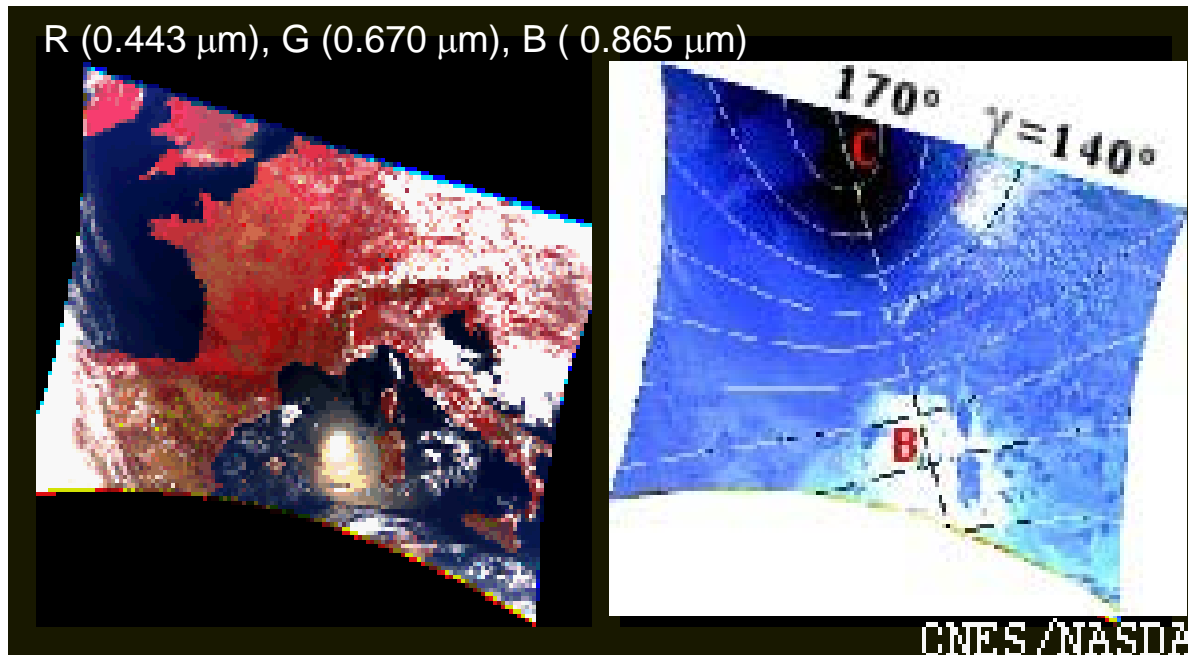 R (0.443 μm), G (0.670 μm), B ( 0.865 μm)
170° γ=140°
C
B
CNES/NASDA